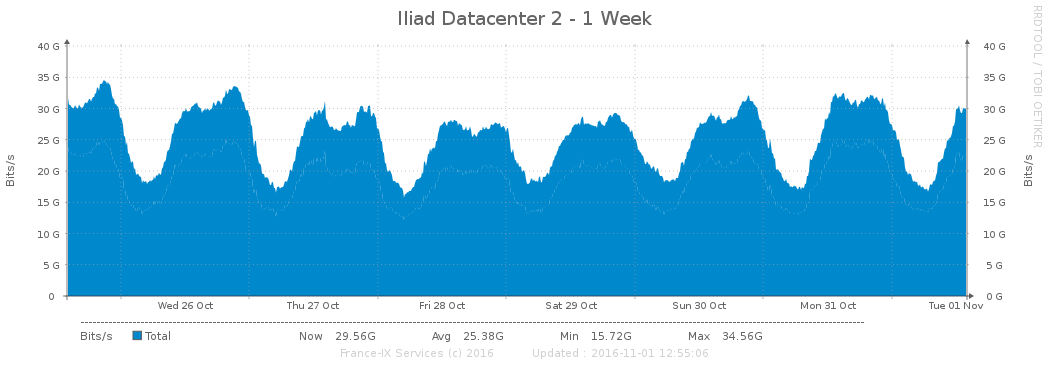 Iliad Datacenter 2 - 1 Week
RRDTOOL / TOBI OETIKER
Bits/s
40 G
35 G
30 G
25 G
20 G
15 G
10 G
5 G
0
40 G
35 G
30 G
25 G
20 G
15 G
10 G
5 G
0 G
Bits/s
Wed 26 Oct Thu 27 Oct Fri 28 Oct Sat 29 Oct Sun 30 Oct Mon 31 Oct Tue 01 Nov
Bits/s Total Now 29.56G Avg 25.38G Min 15.72G Max 34.56G
France-IX Services (c) 2016 Updated : 2016-11-01 12:55:06